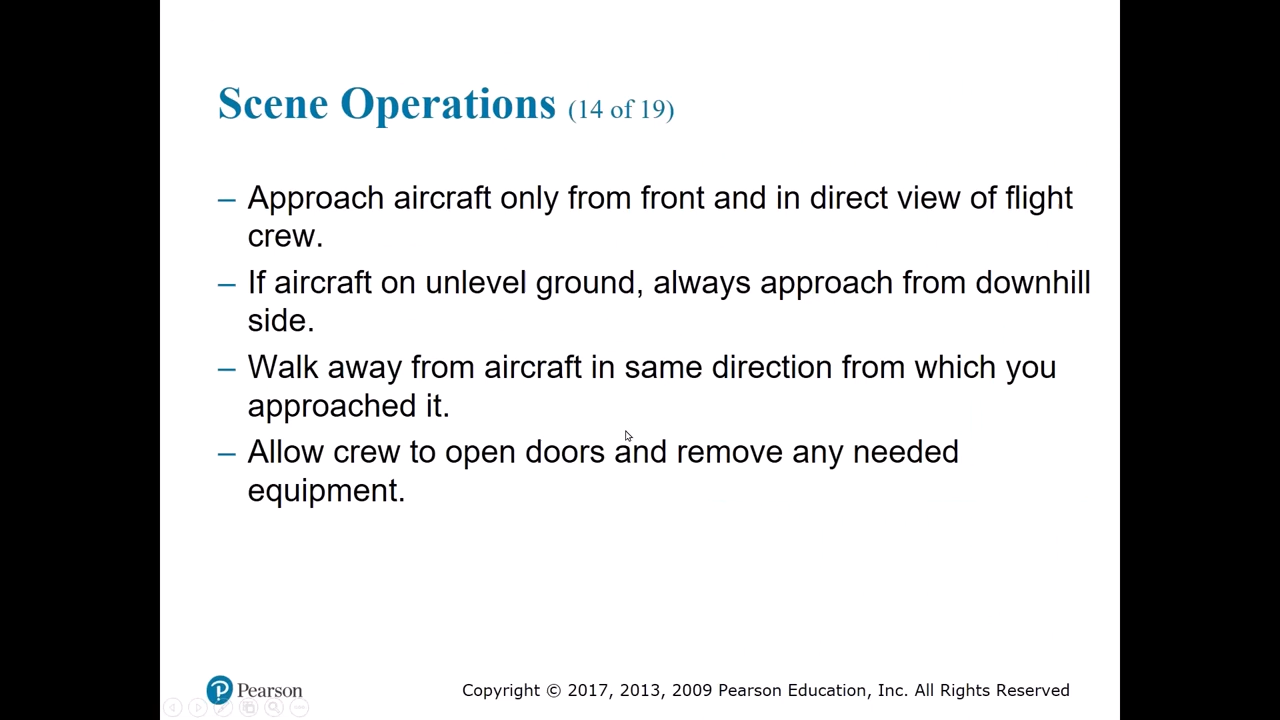 Scene Operations (14 of 19)
– Approach aircraft only from front and in direct view of flight
crew.
– If aircraft on unlevel ground, always approach from downhill
side.
– Walk away from aircraft in same direction from which you
approached it.
– Allow crew to open doors and remove any needed
equipment.
Pearson
Copyright © 2017, 2013, 2009 Pearson Education, Inc. All Rights Reserved